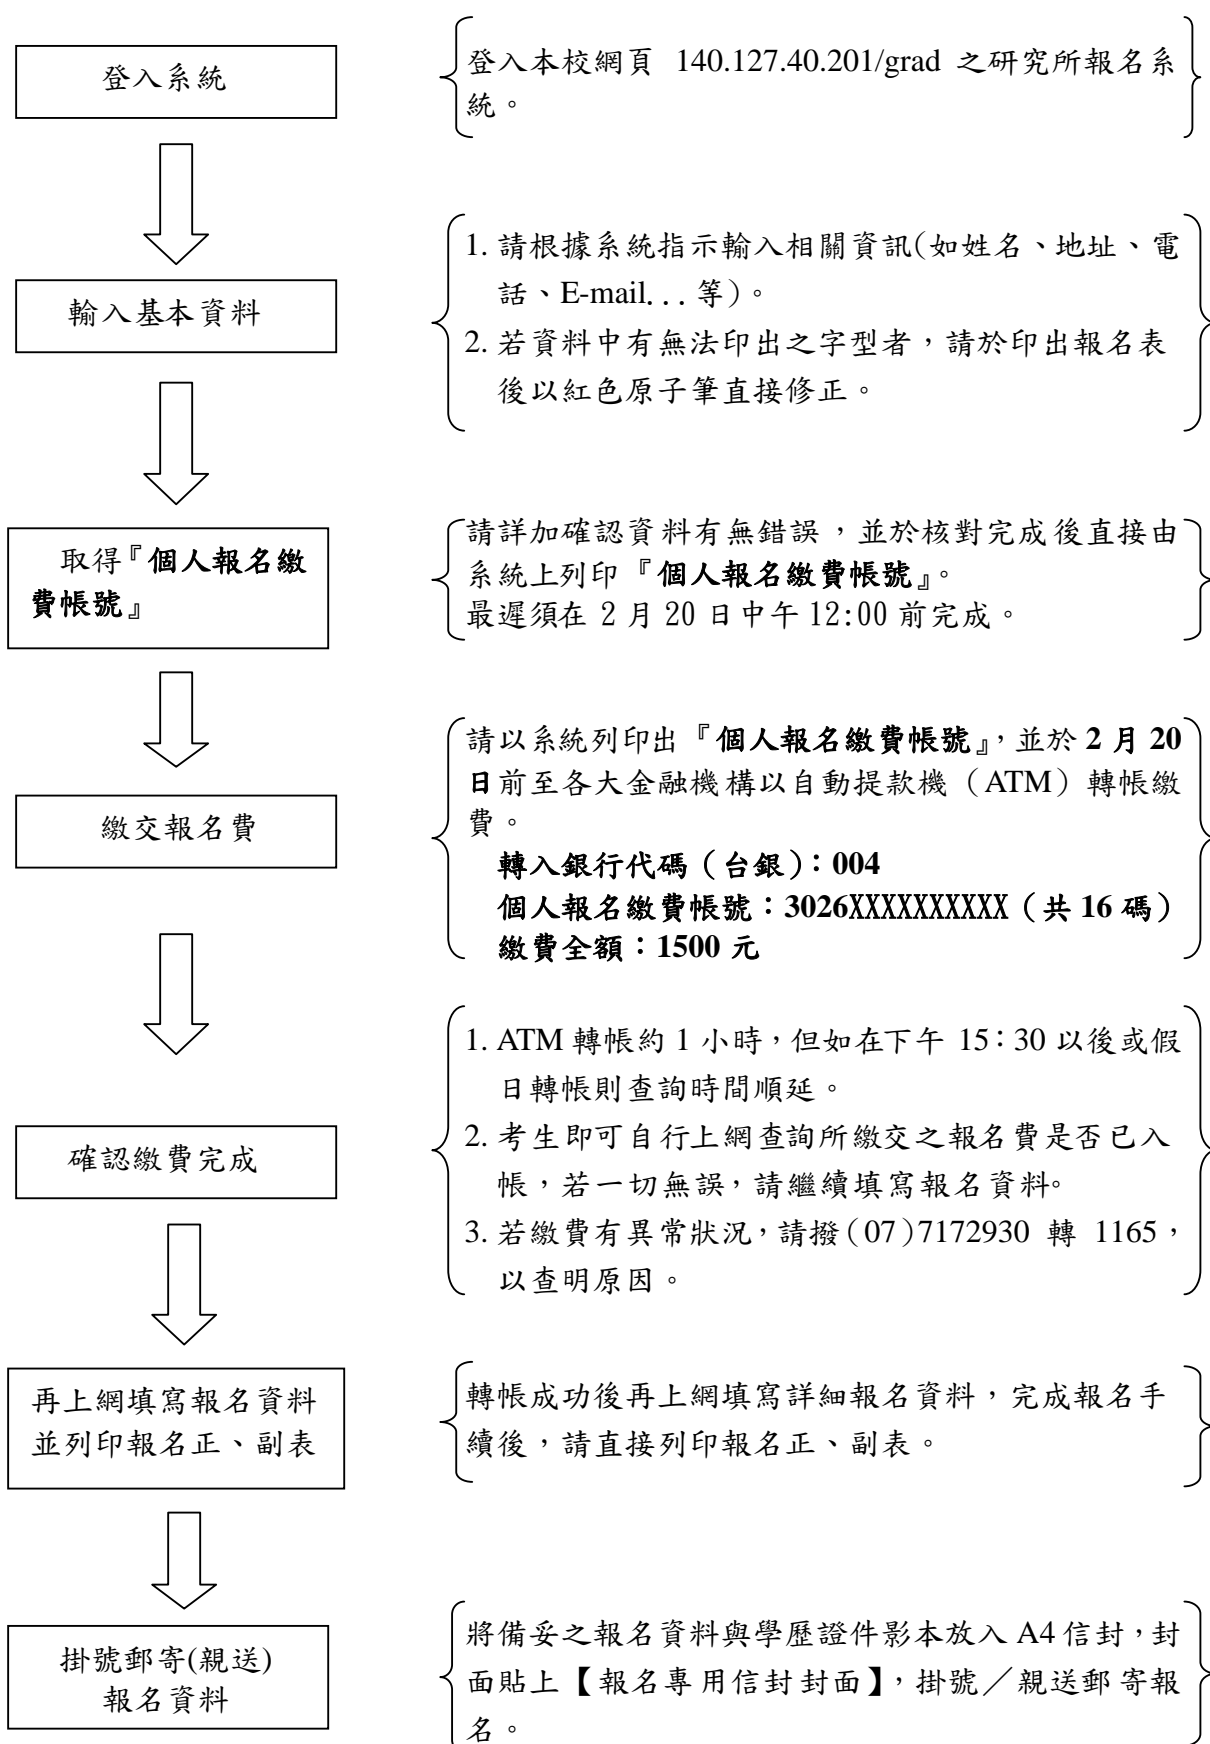 登入系統
登入本校網頁 140.127.40.201/grad 之研究所報名系
統。
輸入基本資料
1. 請根據系統指示輸入相關資訊(如姓名、地址、電
話、E-mail...等)。
2. 若資料中有無法印出之字型者，請於印出報名表
後以紅色原子筆直接修正。
取得『個人報名繳
費帳號』
請詳加確認資料有無錯誤，並於核對完成後直接由
系統上列印『個人報名繳費帳號』。
最遲須在 2 月 20 日中午 12:00 前完成。
繳交報名費
請以系統列印出『個人報名繳費帳號』，並於 2 月 20
日前至各大金融機構以自動提款機（ATM）轉帳繳
費。
轉入銀行代碼（台銀）：004
個人報名繳費帳號：3026XXXXXXXXXX（共 16 碼）
繳費全額：1500 元
確認繳費完成
1. ATM 轉帳約 1 小時，但如在下午 15：30 以後或假
日轉帳則查詢時間順延。
2. 考生即可自行上網查詢所繳交之報名費是否已入
帳，若一切無誤，請繼續填寫報名資料。
3. 若繳費有異常狀況，請撥（07）7172930 轉 1165，
以查明原因。
再上網填寫報名資料
並列印報名正、副表
轉帳成功後再上網填寫詳細報名資料，完成報名手
續後，請直接列印報名正、副表。
掛號郵寄(親送)
報名資料
將備妥之報名資料與學歷證件影本放入 A4 信封，封
面貼上【報名專用信封封面】，掛號／親送郵寄報
名。